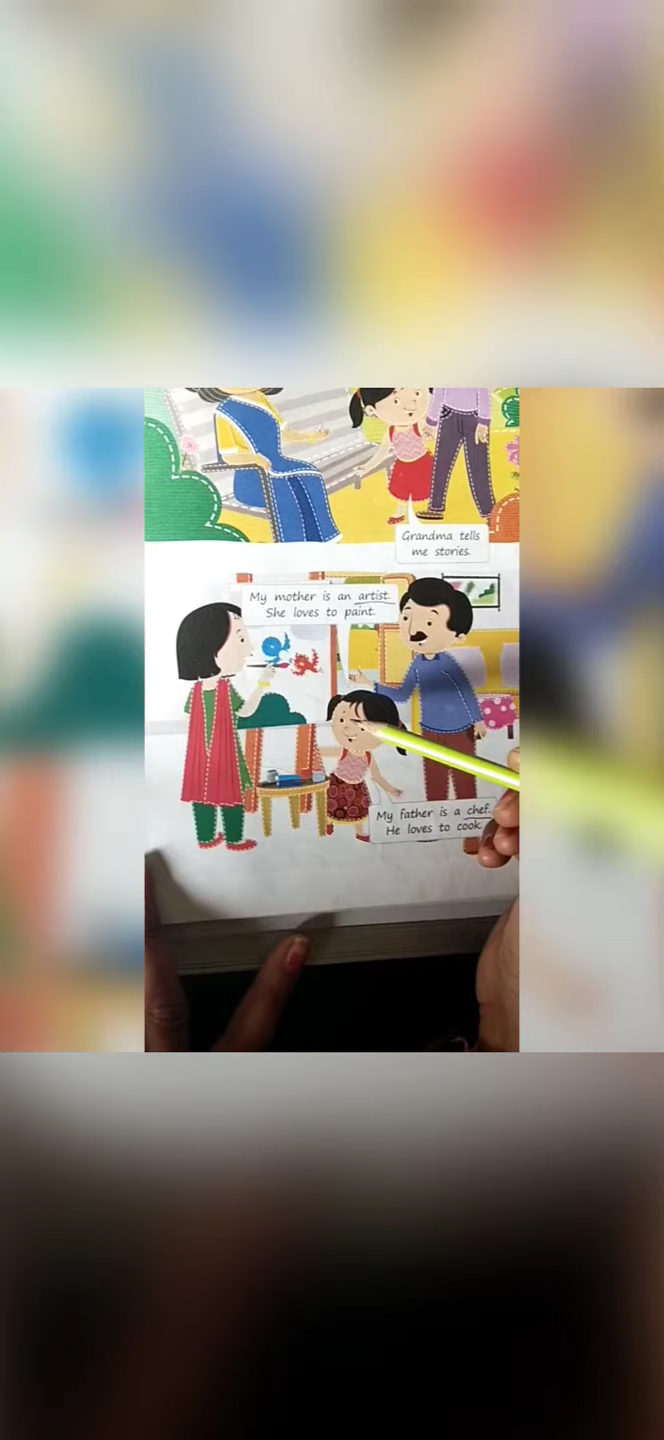 Grandma tells
me stories.
My mother is an artist.
She loves to paint.
My father is a chef.
He loves to cook.